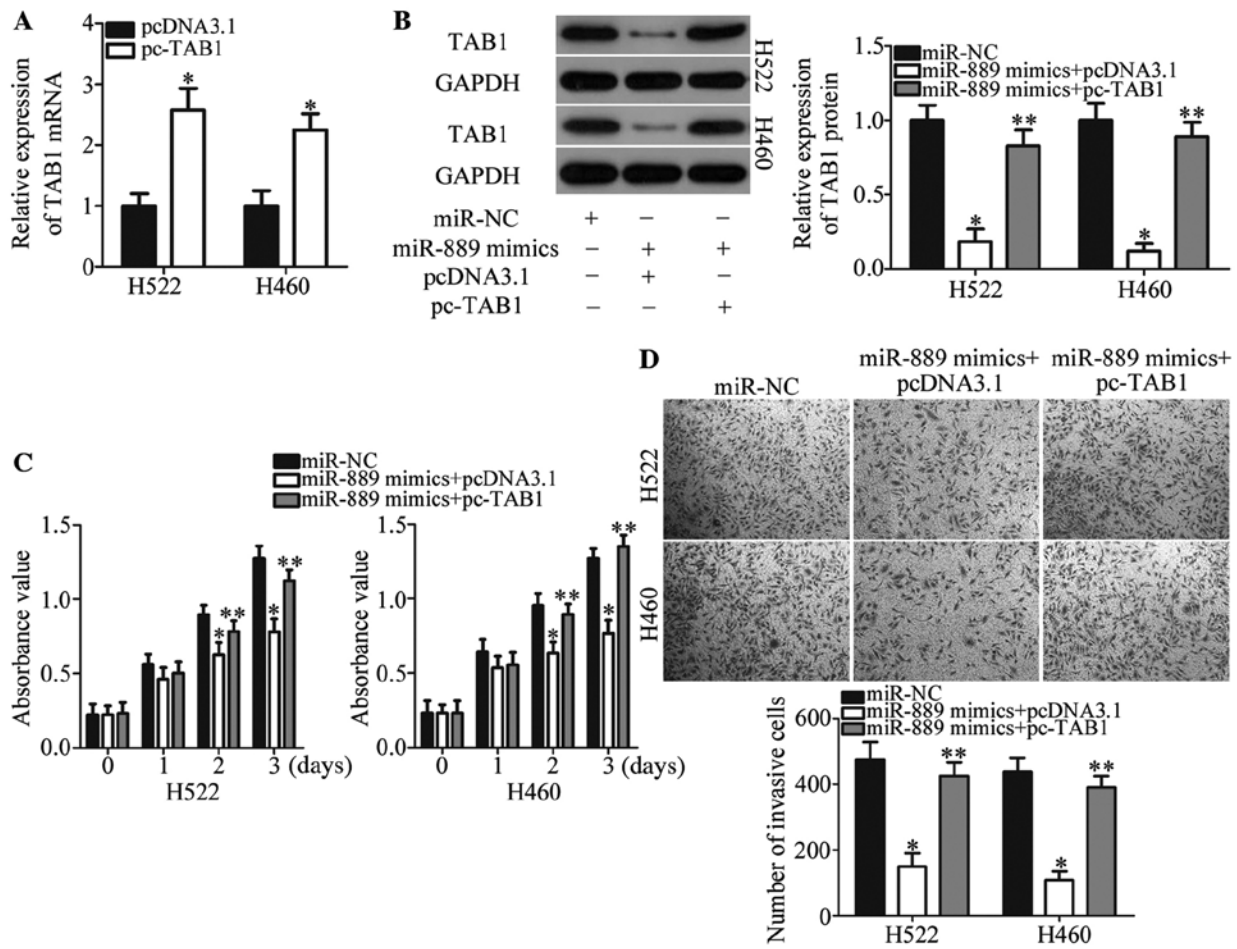 A
pcDNA3.1
pc-TAB1
Relative expression
of TAB1 mRNA
4
3
2
1
0
*
*
H522
H460
B
TAB1
GAPDH
TAB1
GAPDH
H522
H460
miR-NC + − −
miR-889 mimics − + +
pcDNA3.1 − + −
pc-TAB1 − − +
Relative expression
of TAB1 protein
1.5
1.0
0.5
0.0
miR-NC
miR-889 mimics+pcDNA3.1
miR-889 mimics+pc-TAB1
*
**
*
**
H522
H460
C
miR-NC
miR-889 mimics+pcDNA3.1
miR-889 mimics+pc-TAB1
Absorbance value
1.5
1.0
0.5
0.0
*
**
*
**
0 1 2 3 (days)
H522
Absorbance value
1.5
1.0
0.5
0.0
*
**
*
**
0 1 2 3 (days)
H460
D
miR-NC
miR-889 mimics+
pcDNA3.1
miR-889 mimics+
pc-TAB1
H522
H460
miR-NC
miR-889 mimics+pcDNA3.1
miR-889 mimics+pc-TAB1
Number of invasive cells
600
400
200
0
*
**
*
**
H522
H460